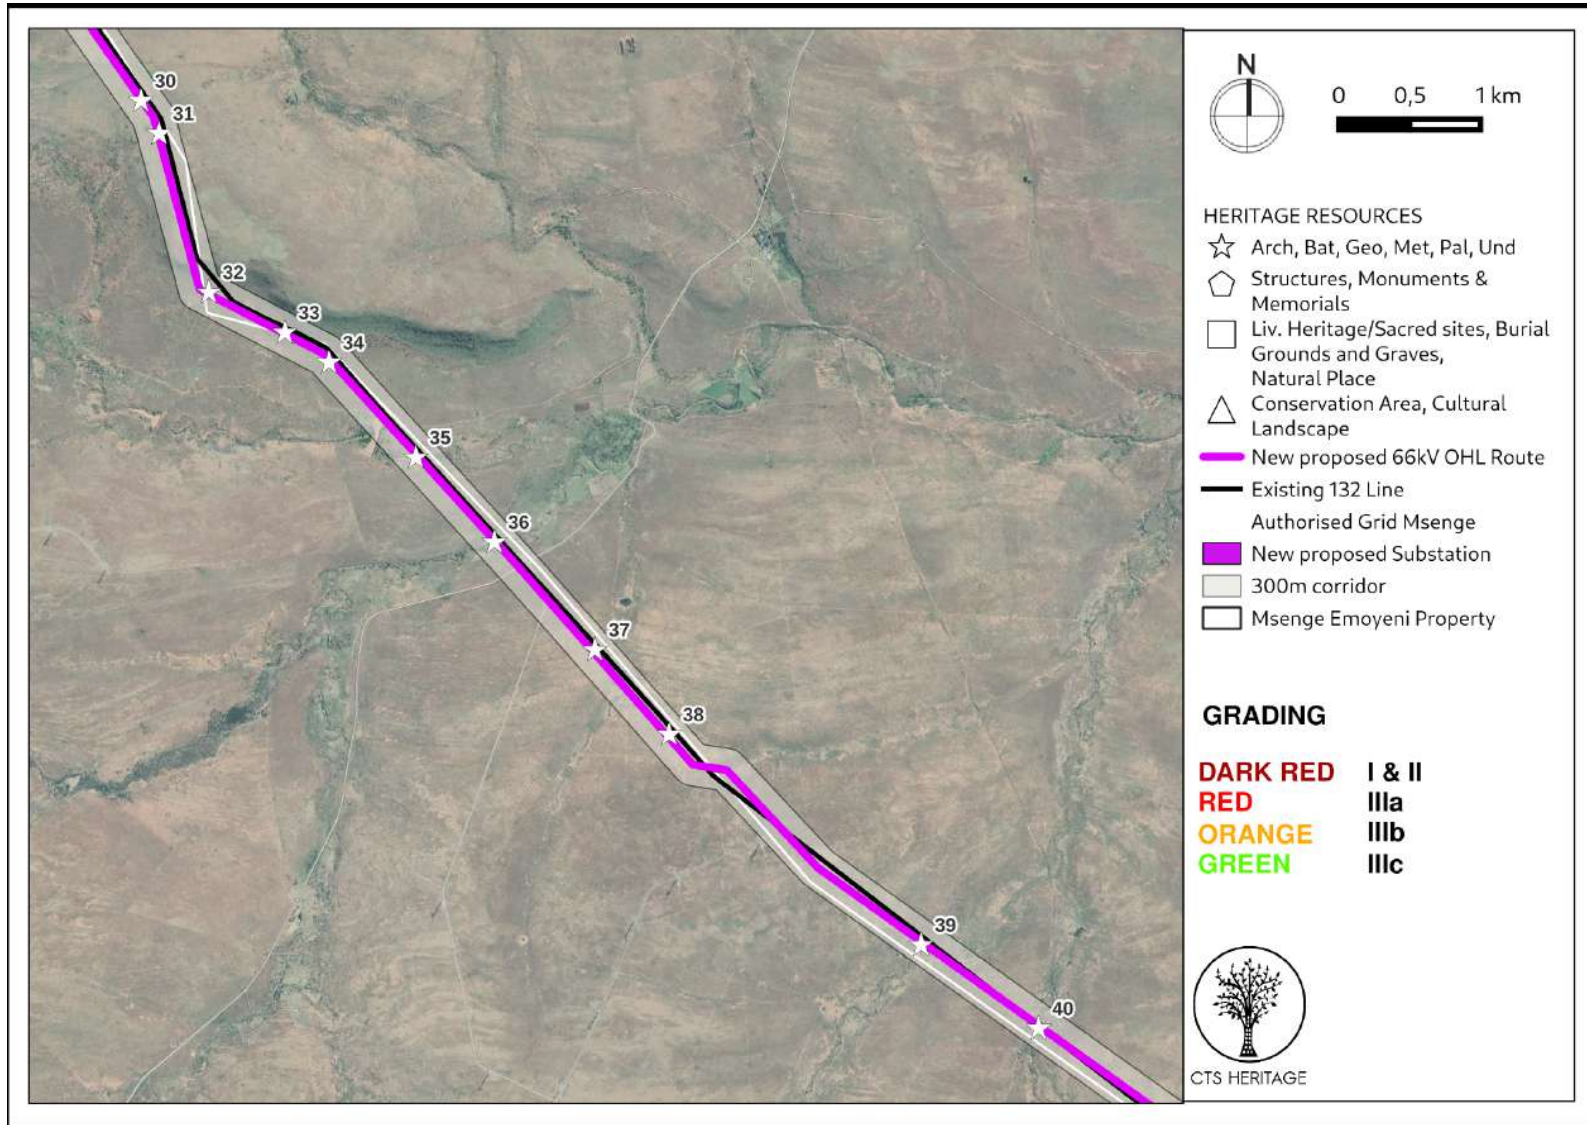 30
31
32
33
34
35
36
37
38
39
40
N
0 0,5 1 km
HERITAGE RESOURCES
Arch, Bat, Geo, Met, Pal, Und
Structures, Monuments &
Memorials
Liv. Heritage/Sacred sites, Burial
Grounds and Graves,
Natural Place
Conservation Area, Cultural
Landscape
New proposed 66kV OHL Route
Existing 132 Line
Authorised Grid Msenge
New proposed Substation
300m corridor
Msenge Emoyeni Property
GRADING
DARK RED I & II
RED IIIa
ORANGE IIIb
GREEN IIIc
CTS HERITAGE